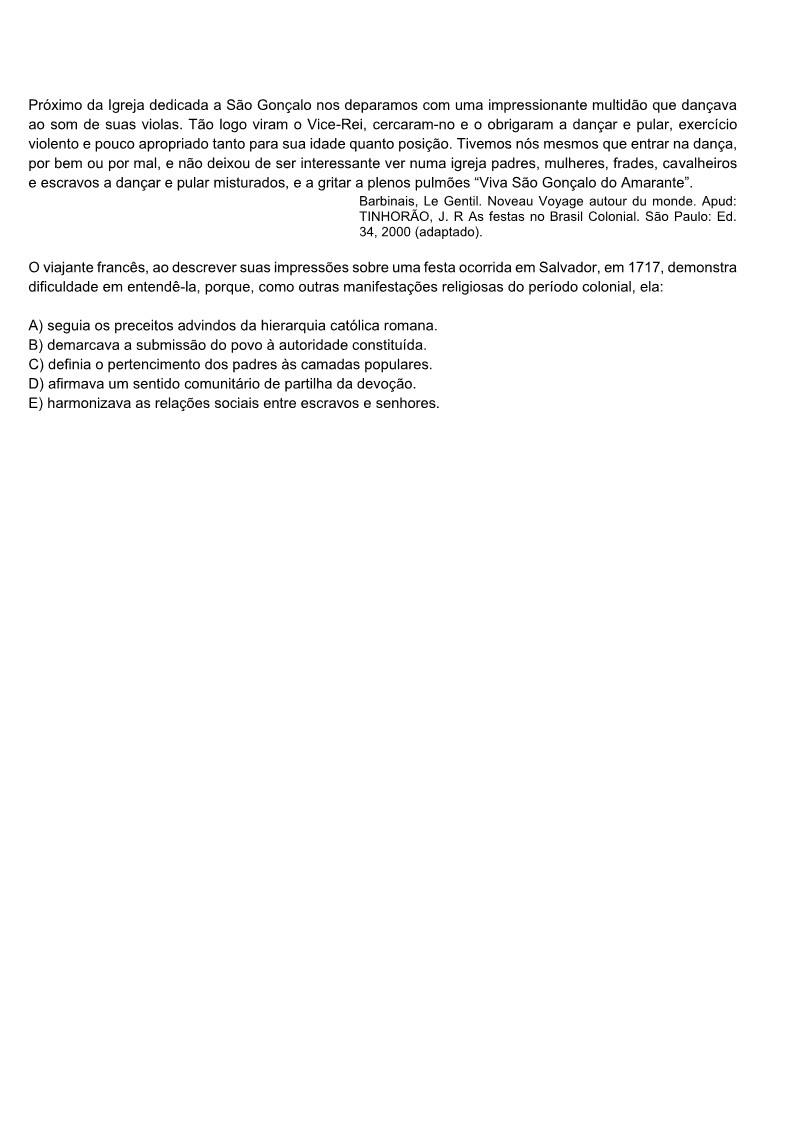 Próximo da Igreja dedicada a São Gonçalo nos deparamos com uma impressionante multidão que dançava
ao som de suas violas. Tão logo viram o Vice-Rei, cercaram-no e o obrigaram a dançar e pular, exercício
violento e pouco apropriado tanto para sua idade quanto posição. Tivemos nós mesmos que entrar na dança,
por bem ou por mal, e não deixou de ser interessante ver numa igreja padres, mulheres, frades, cavalheiros
e escravos a dançar e pular misturados, e a gritar a plenos pulmões “Viva São Gonçalo do Amarante”.
Barbinais, Le Gentil. Noveau Voyage autour du monde. Apud:
TINHORÃO, J. R As festas no Brasil Colonial. São Paulo: Ed.
34, 2000 (adaptado).
O viajante francês, ao descrever suas impressões sobre uma festa ocorrida em Salvador, em 1717, demonstra
dificuldade em entendê-la, porque, como outras manifestações religiosas do período colonial, ela:
A) seguia os preceitos advindos da hierarquia católica romana.
B) demarcava a submissão do povo à autoridade constituída.
C) definia o pertencimento dos padres às camadas populares.
D) afirmava um sentido comunitário de partilha da devoção.
E) harmonizava as relações sociais entre escravos e senhores.